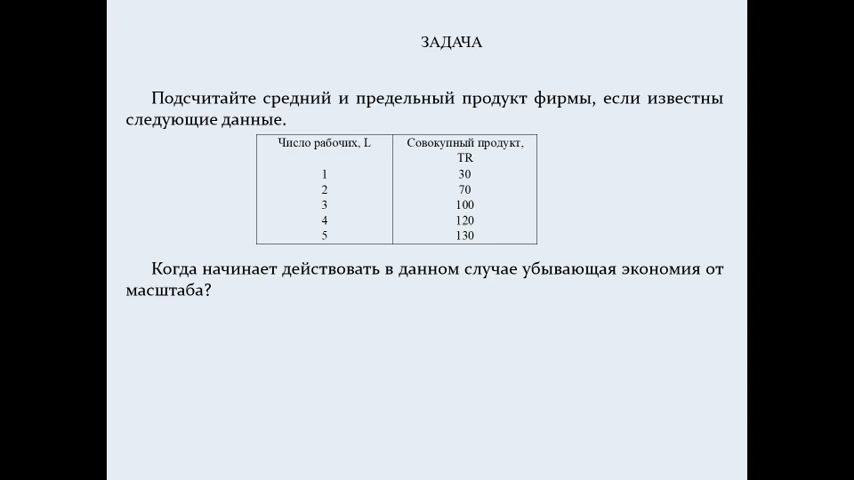 ЗАДАЧА
Подсчитайте средний и предельный продукт фирмы, если известны
следующие данные.
Число рабочих, L Совокупный продукт,
TR
1 30
2 70
3 100
4 120
5 130
Когда начинает действовать в данном случае убывающая экономия от
масштаба?